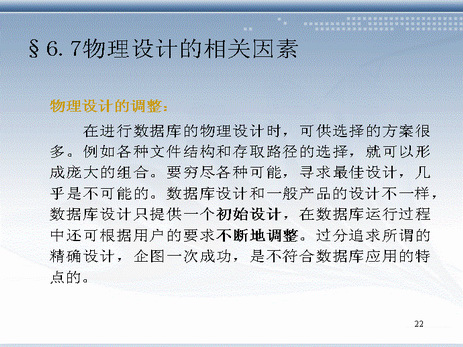 §6.7物理设计的相关因素
物理设计的调整：
在进行数据库的物理设计时，可供选择的方案很
多。例如各种文件结构和存取路径的选择，就可以形
成庞大的组合。要穷尽各种可能，寻求最佳设计，几
乎是不可能的。数据库设计和一般产品的设计不一样，
数据库设计只提供一个初始设计，在数据库运行过程
中还可根据用户的要求不断地调整。过分追求所谓的
精确设计，企图一次成功，是不符合数据库应用的特
点的。
22